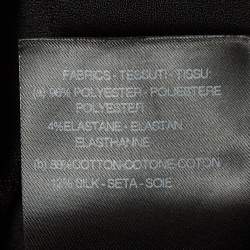 FABRICS - TESSUTI - TISSU:
(a) 96% POLYESTER - POLIESTERE
POLYESTER
4%ELASTANE - ELASTAN
ELASTHANNE
(b) 88%COTTON-COTONE-COTON
12% SILK - SETA - SOIE